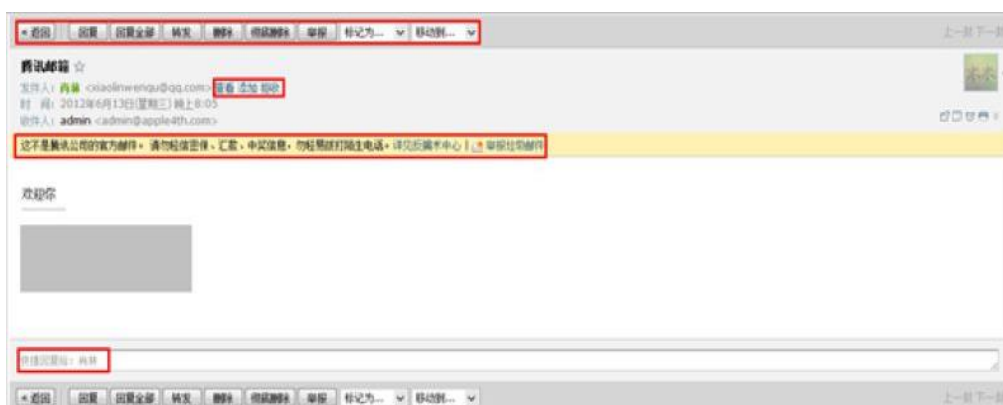 « 返回 回复 回复全部 转发 删除 彻底删除 举报 标记为... 移动到... 上一封 下一封
腾讯邮箱 ☆
发件人: 肖林 <xiaolinwenqu@qq.com> 查看 添加 拒收
时 间: 2012年6月13日(星期三) 晚上8:05
收件人: admin <admin@apple4th.com>
这不是腾讯公司的官方邮件。 请勿轻信密保、汇款、中奖信息,勿轻易拨打陌生电话。 详见反骗术中心 | 举报垃圾邮件
欢迎你
快捷回复给: 肖林
« 返回 回复 回复全部 转发 删除 彻底删除 举报 标记为... 移动到... 上一封 下一封